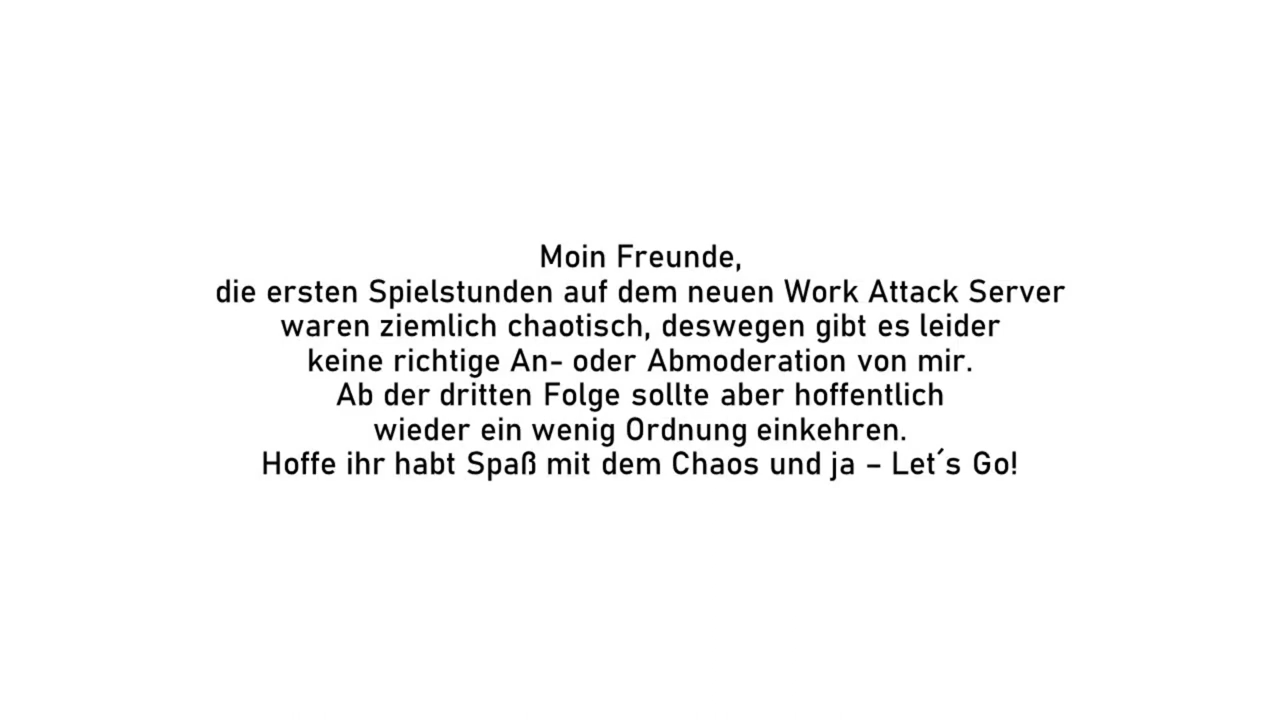 Moin Freunde,
die ersten Spielstunden auf dem neuen Work Attack Server
waren ziemlich chaotisch, deswegen gibt es leider
keine richtige An- oder Abmoderation von mir.
Ab der dritten Folge sollte aber hoffentlich
wieder ein wenig Ordnung einkehren.
Hoffe ihr habt Spaß mit dem Chaos und ja – Let´s Go!